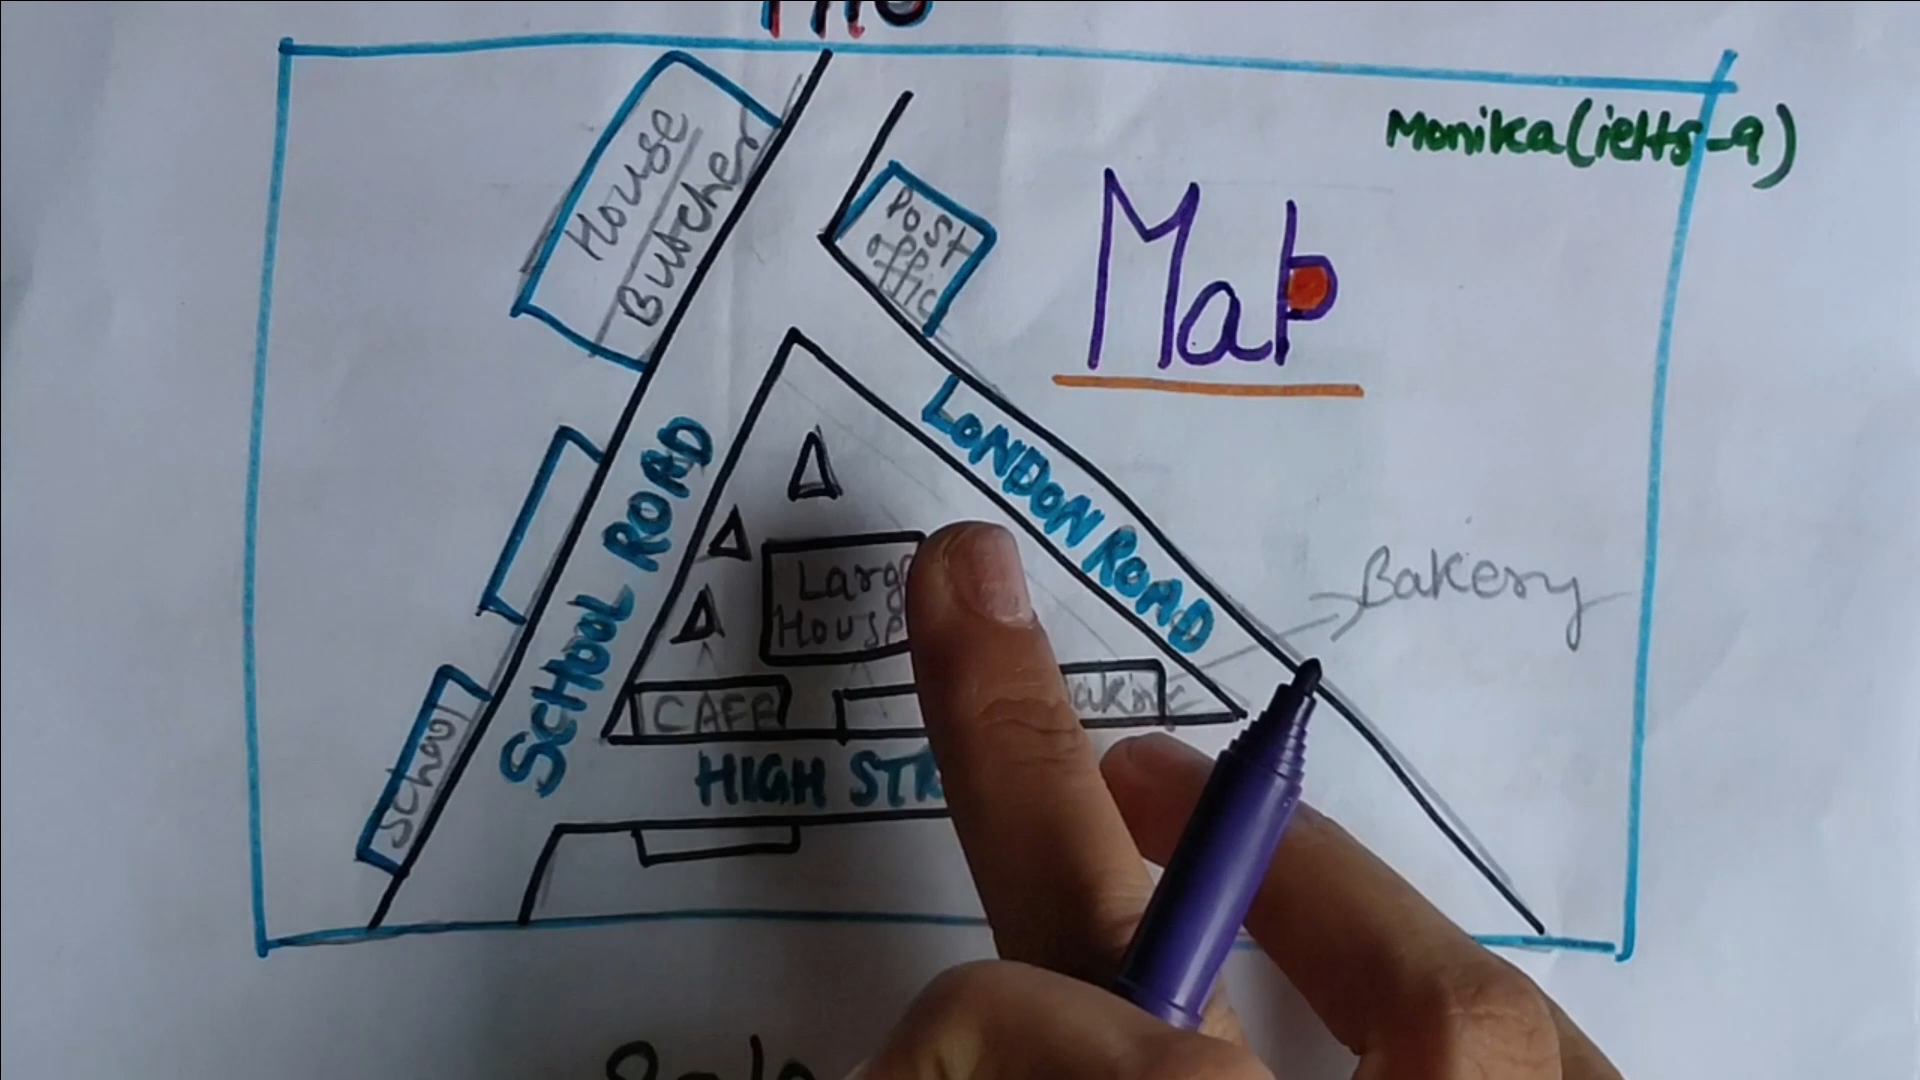 Monika(ielts-9)
Map
House
Butcher
Post
offic
LONDON ROAD
SCHOOL ROAD
Large
House
Bakery
CAFE
School
HIGH STR